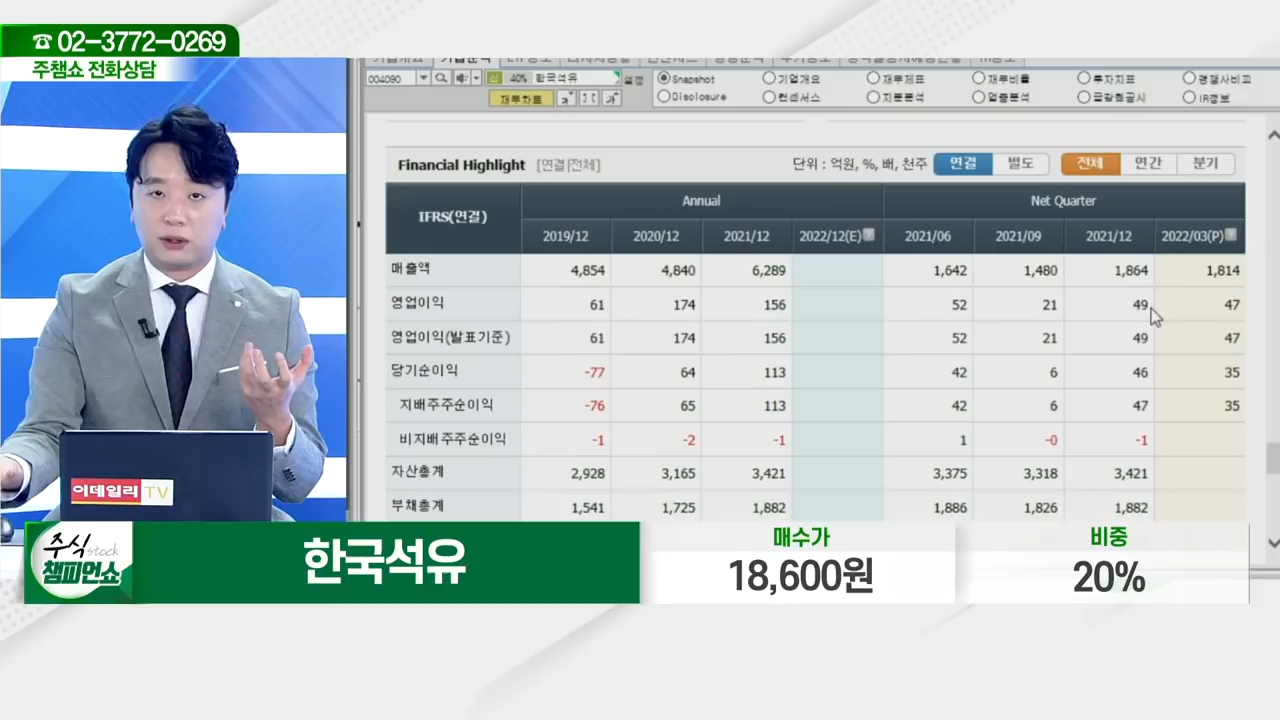 ☎ 02-3772-0269
주챔쇼 전화상담
004090 신 40% 한국석유 설정
Snapshot 기업개요 재무제표 재무비율 투자지표 경쟁사비교
재무차트
Disclosure 컨센서스 지분분석 업종분석 금감원공시 IR정보
Financial Highlight [연결|전체] 단위 : 억원, %, 배, 천주 연결 별도 전체 연간 분기
IFRS(연결) Annual Net Quarter
2019/12 2020/12 2021/12 2022/12(E) 2021/06 2021/09 2021/12 2022/03(P)
매출액 4,854 4,840 6,289 1,642 1,480 1,864 1,814
영업이익 61 174 156 52 21 49 47
영업이익(발표기준) 61 174 156 52 21 49 47
당기순이익 -77 64 113 42 6 46 35
지배주주순이익 -76 65 113 42 6 47 35
비지배주주순이익 -1 -2 -1 1 -0 -1
자산총계 2,928 3,165 3,421 3,375 3,318 3,421
부채총계 1,541 1,725 1,882 1,886 1,826 1,882
이데일리 TV
주식 stock
챔피언쇼
한국석유
매수가
18,600원
비중
20%